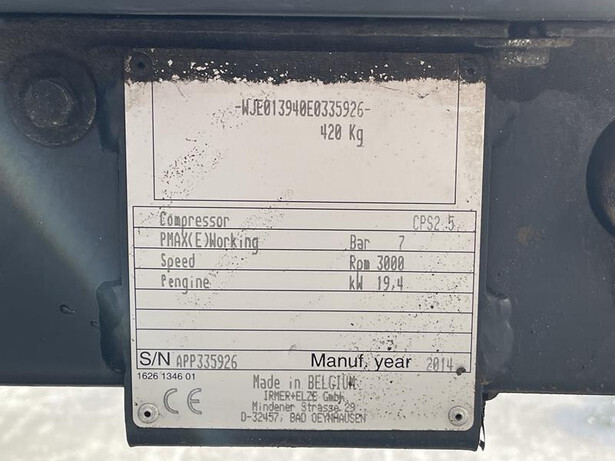 -WJE013940E0335926-
420 Kg
Compressor CPS2.5
PMAX(E)Working Bar 7
Speed Rpm 3000
Pengine kW 19,4
S/N APP335926 Manuf. year 2014
1626 1346 01
CE Made in BELGIUM
IRMER+ELZE Gmbh
Mindener Strasse 29
D-32457, BAD OEYNHAUSEN